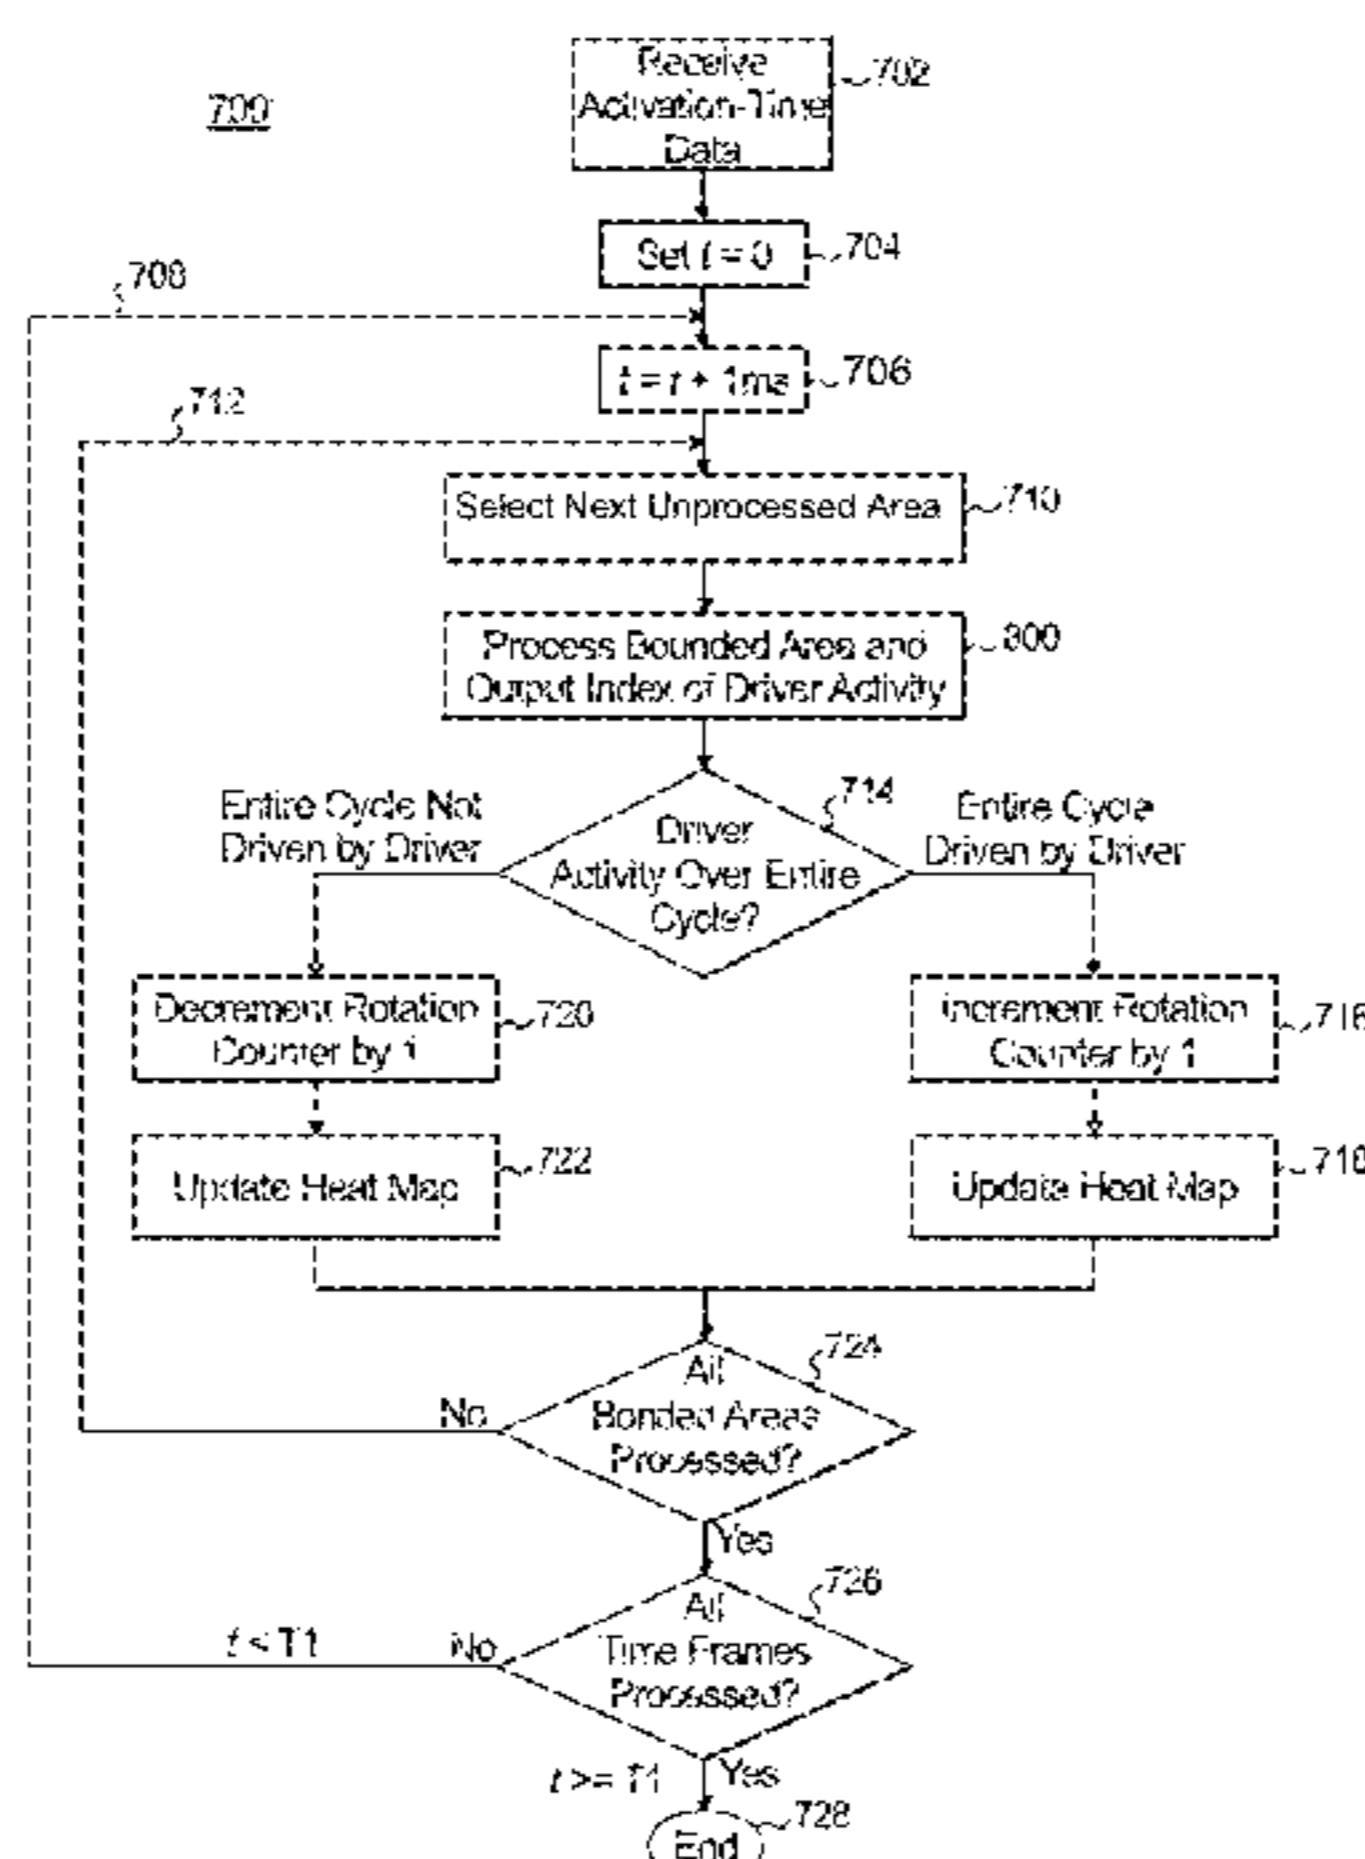 700
Receive
Activation-Time
Data
702
Set t = 0
704
708
t = t + 1ms
706
712
Select Next Unprocessed Area
710
Process Bounded Area and
Output Index of Driver Activity
800
714
Driver
Activity Over Entire
Cycle?
Entire Cycle Not
Driven by Driver
Entire Cycle
Driven by Driver
Decrement Rotation
Counter by 1
720
Increment Rotation
Counter by 1
716
Update Heat Map
722
Update Heat Map
718
724
All
Bonded Areas
Processed?
No
Yes
726
All
Time Frames
Processed?
t < T1
No
t >= T1
Yes
728
End